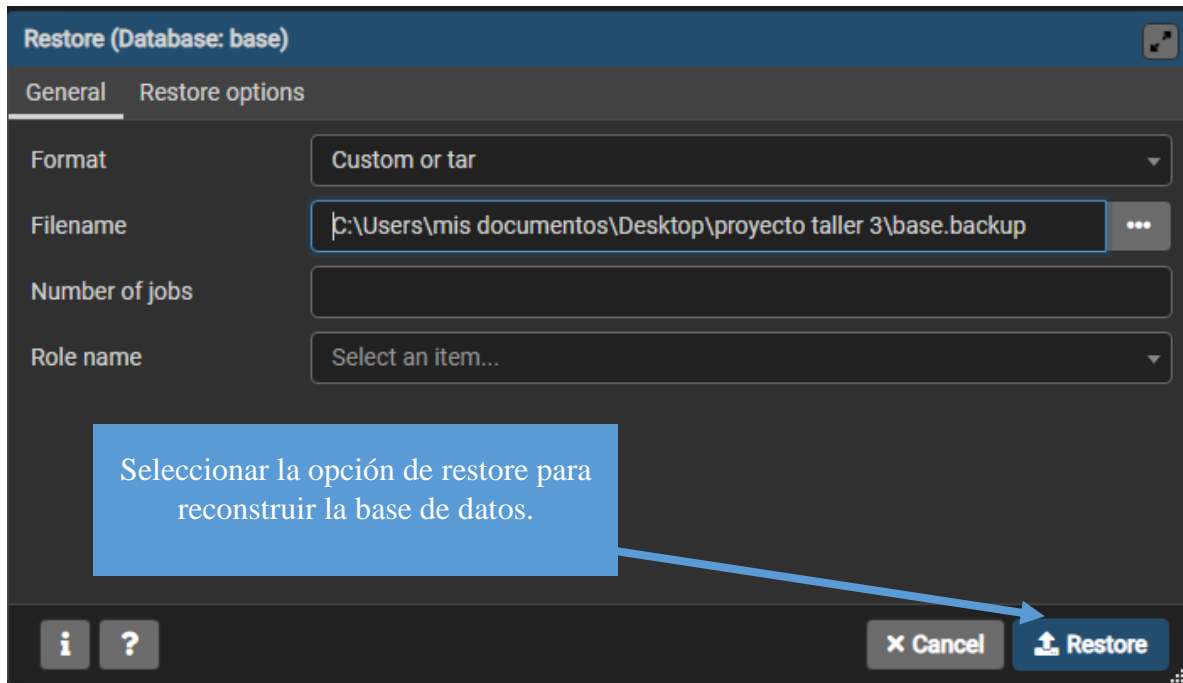 Restore (Database: base)
General Restore options
Format Custom or tar
Filename C:\Users\mis documentos\Desktop\proyecto taller 3\base.backup
Number of jobs
Role name Select an item...
Seleccionar la opción de restore para
reconstruir la base de datos.
i ? × Cancel Restore